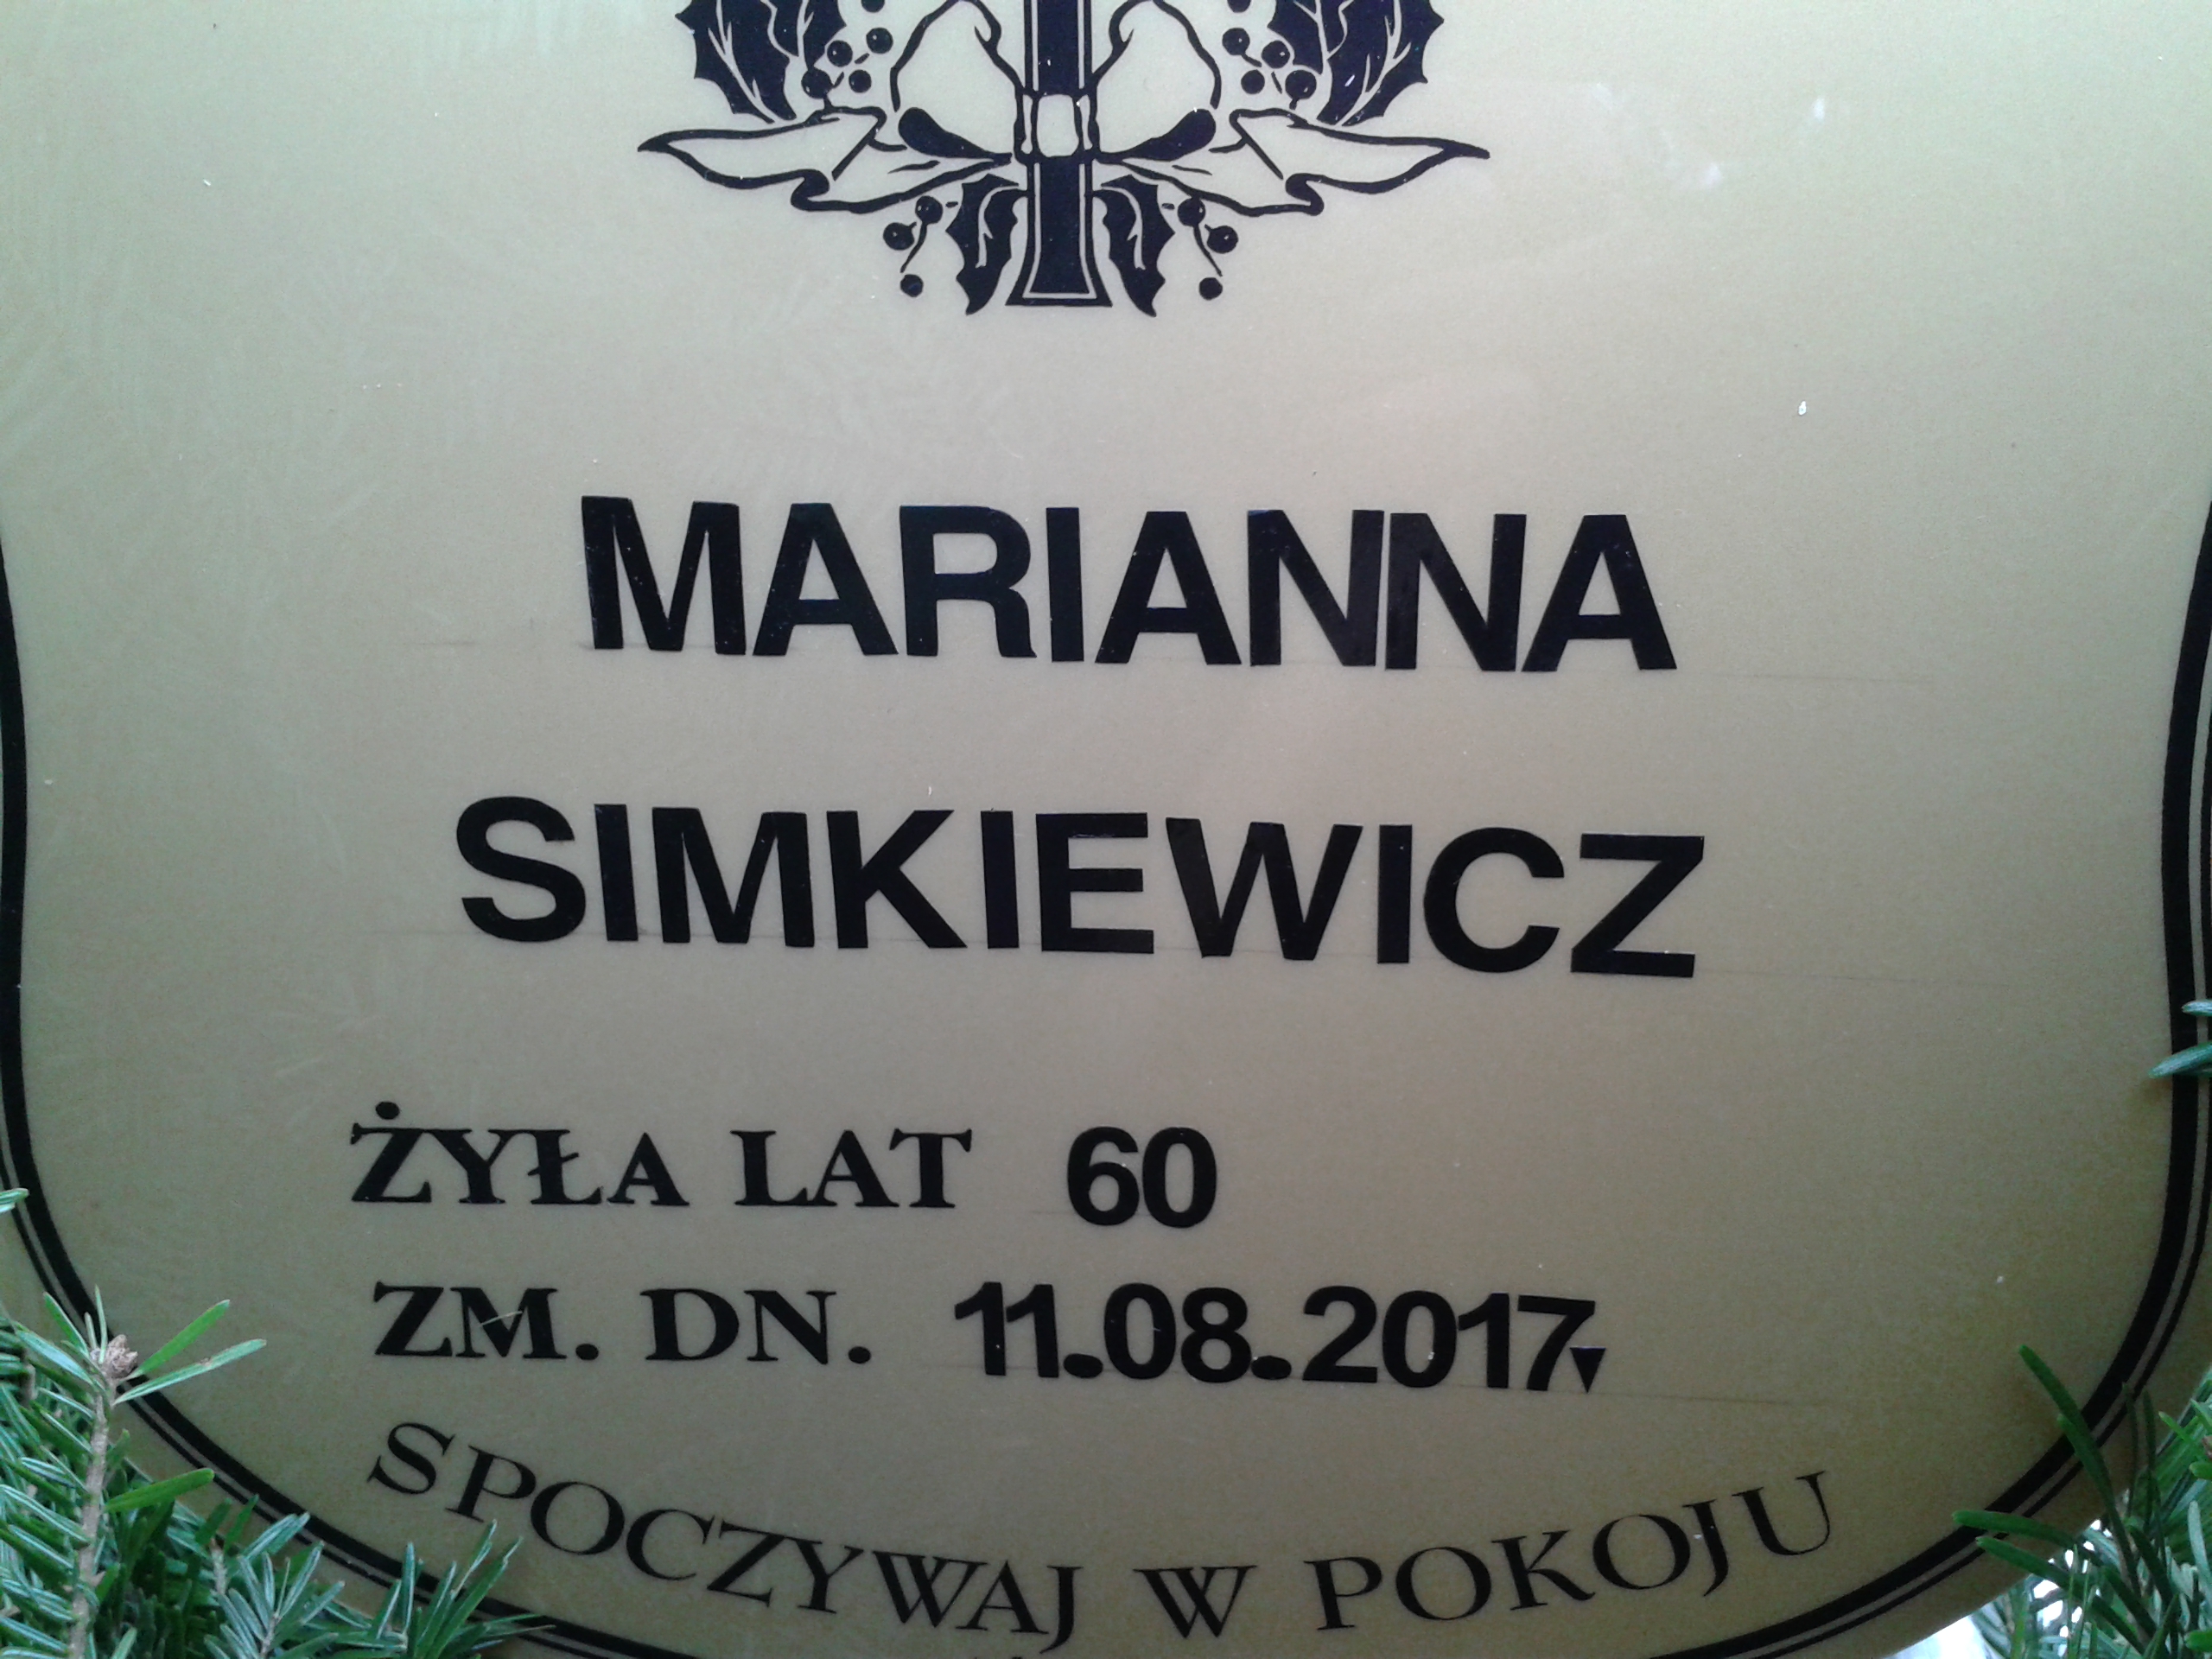 MARIANNA
SIMKIEWICZ
ŻYŁA LAT 60
ZM. DN. 11.08.2017
SPOCZYWAJ W POKOJU